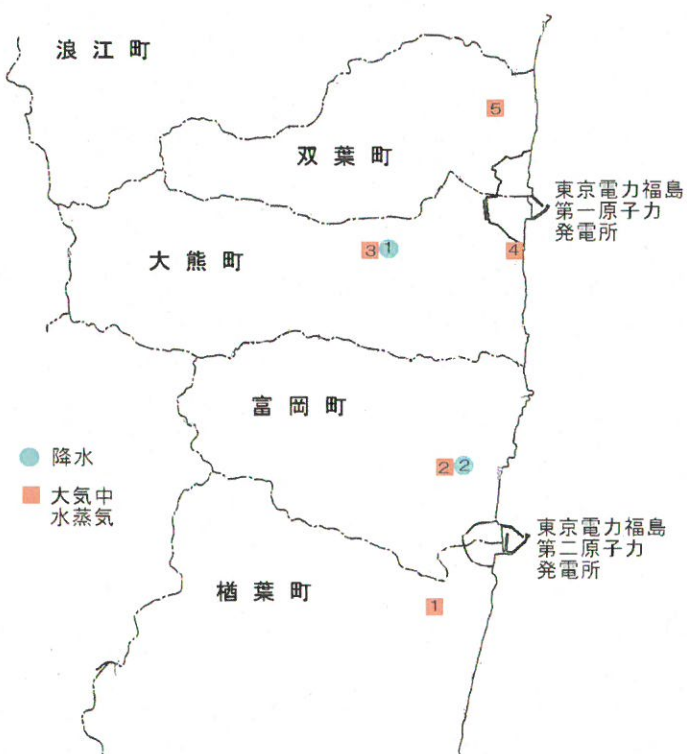 浪江町
5
双葉町
東京電力福島
第一原子力
発電所
大熊町
3 1
4
富岡町
降水
2 2
大気中
水蒸気
東京電力福島
第二原子力
発電所
楢葉町
1